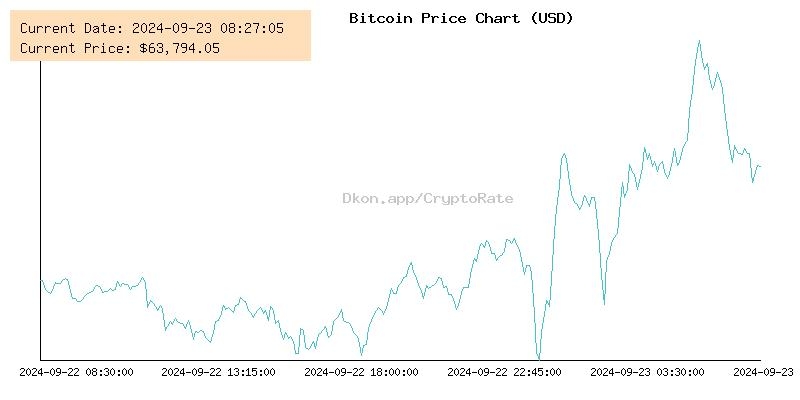 Bitcoin Price Chart (USD)
Current Date: 2024-09-23 08:27:05
Current Price: $63,794.05
Dkon.app/CryptoRate
2024-09-22 08:30:00
2024-09-22 13:15:00
2024-09-22 18:00:00
2024-09-22 22:45:00
2024-09-23 03:30:00
2024-09-23